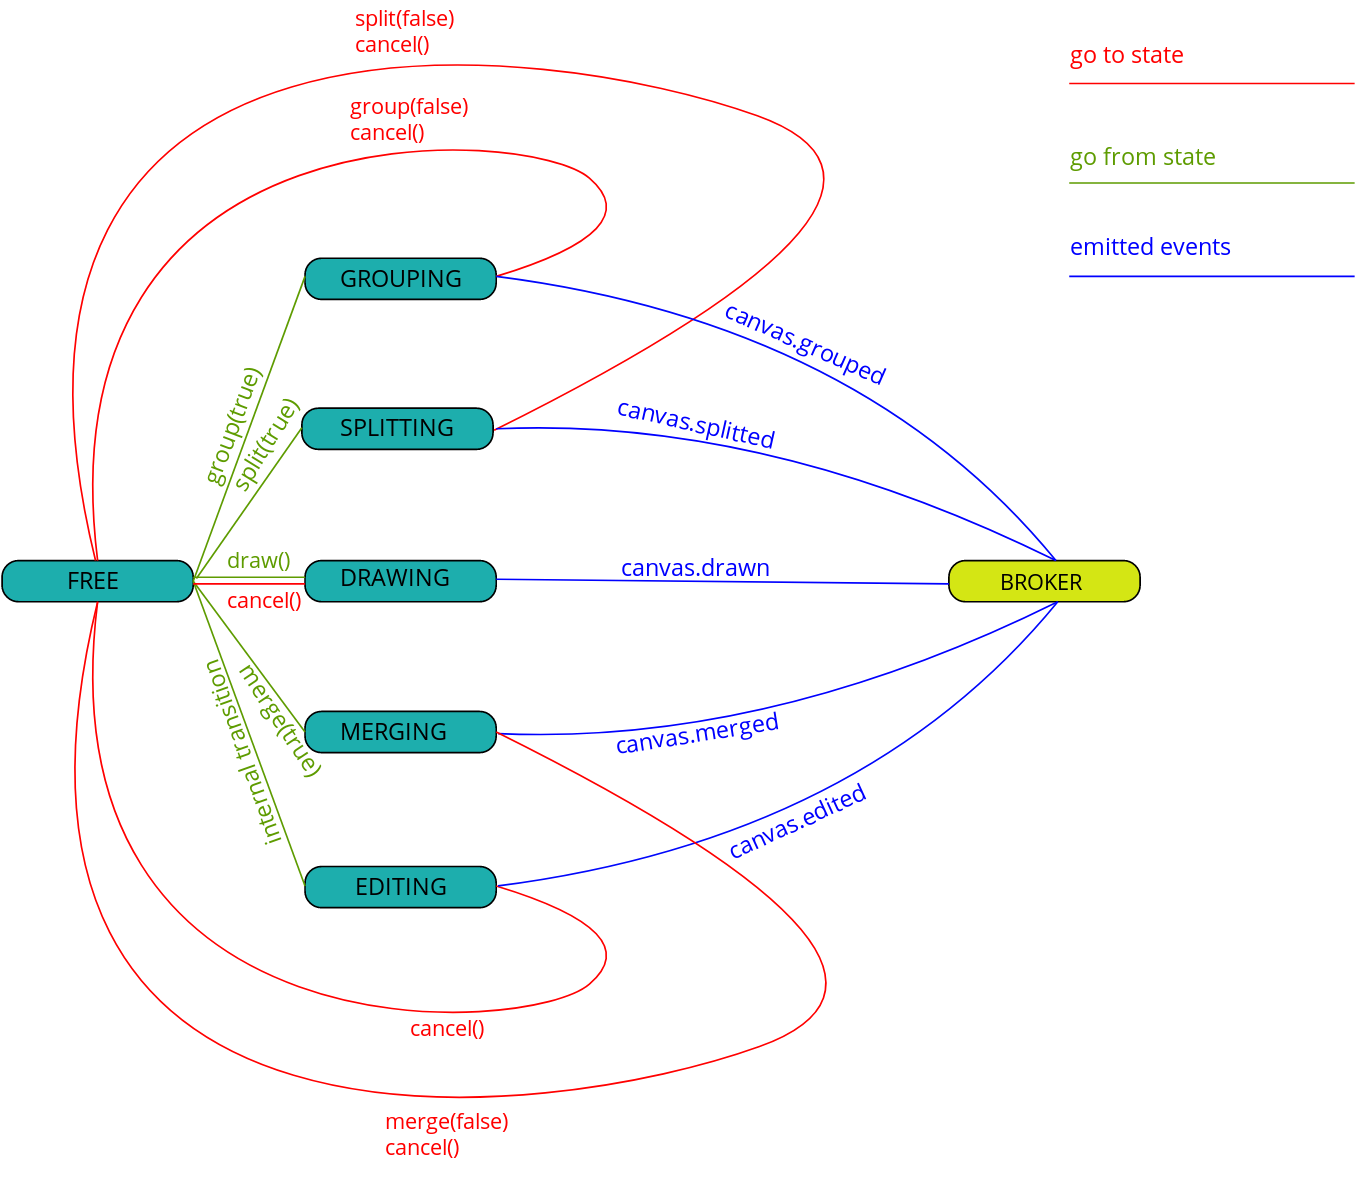 split(false)
cancel()
go to state
group(false)
cancel()
go from state
emitted events
GROUPING
canvas.grouped
group(true)
split(true)
SPLITTING
canvas.splitted
draw()
FREE
DRAWING
canvas.drawn
BROKER
cancel()
merge(true)
internal transition
MERGING
canvas.merged
canvas.edited
EDITING
cancel()
merge(false)
cancel()